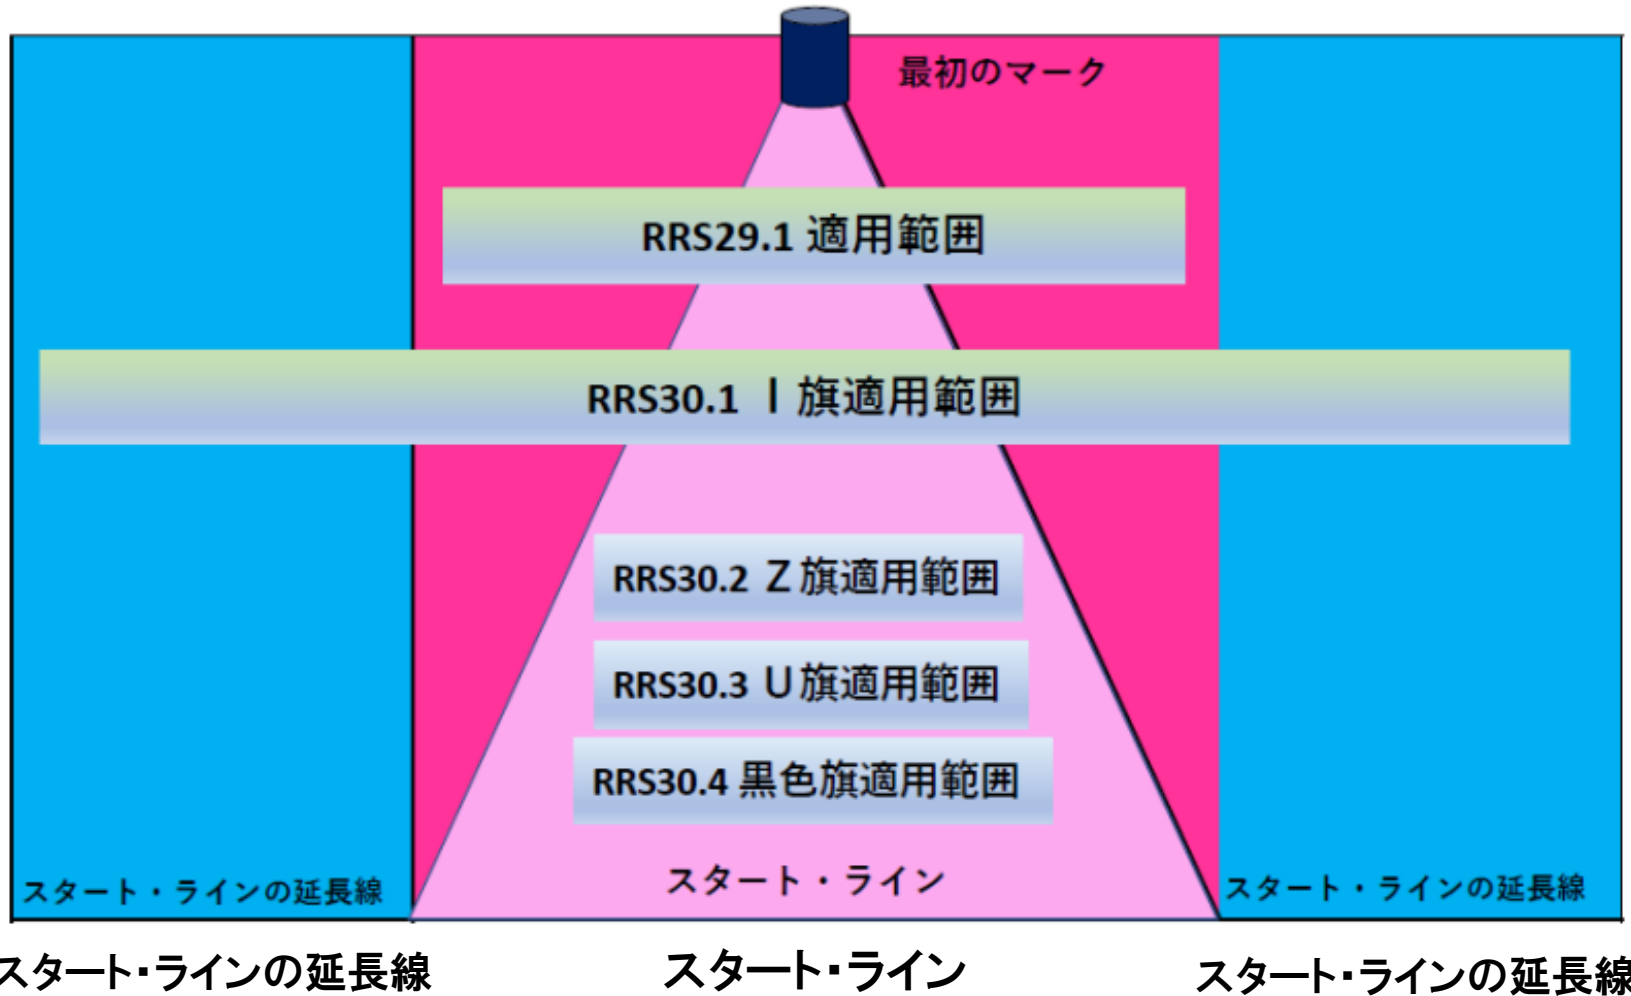 最初のマーク
RRS29.1 適用範囲
RRS30.1 Ｉ旗適用範囲
RRS30.2 Ｚ旗適用範囲
RRS30.3 Ｕ旗適用範囲
RRS30.4 黒色旗適用範囲
スタート・ラインの延長線
スタート・ライン
スタート・ラインの延長線
スタート・ラインの延長線
スタート・ライン
スタート・ラインの延長線